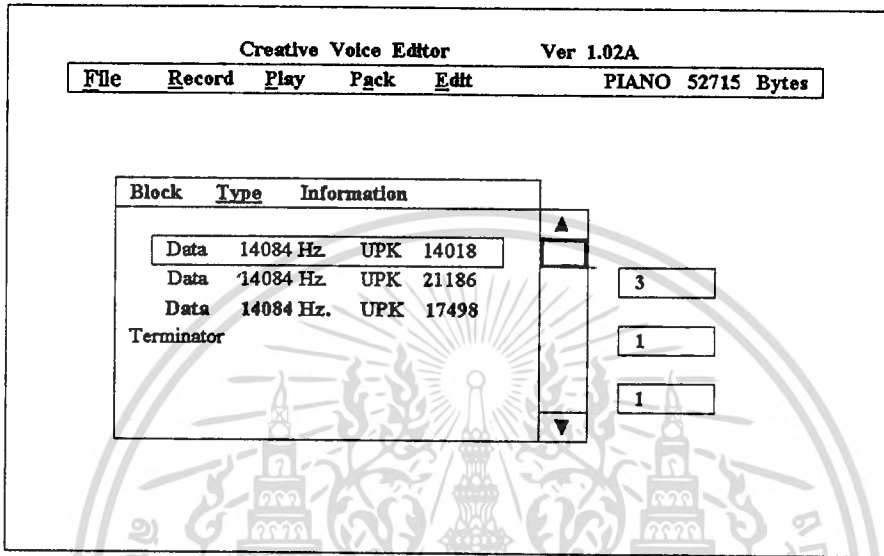 Creative Voice Editor Ver 1.02A
File Record Play Pack Edit PIANO 52715 Bytes
Block Type Information
Data 14084 Hz. UPK 14018
Data 14084 Hz. UPK 21186
Data 14084 Hz. UPK 17498
Terminator
3
1
1